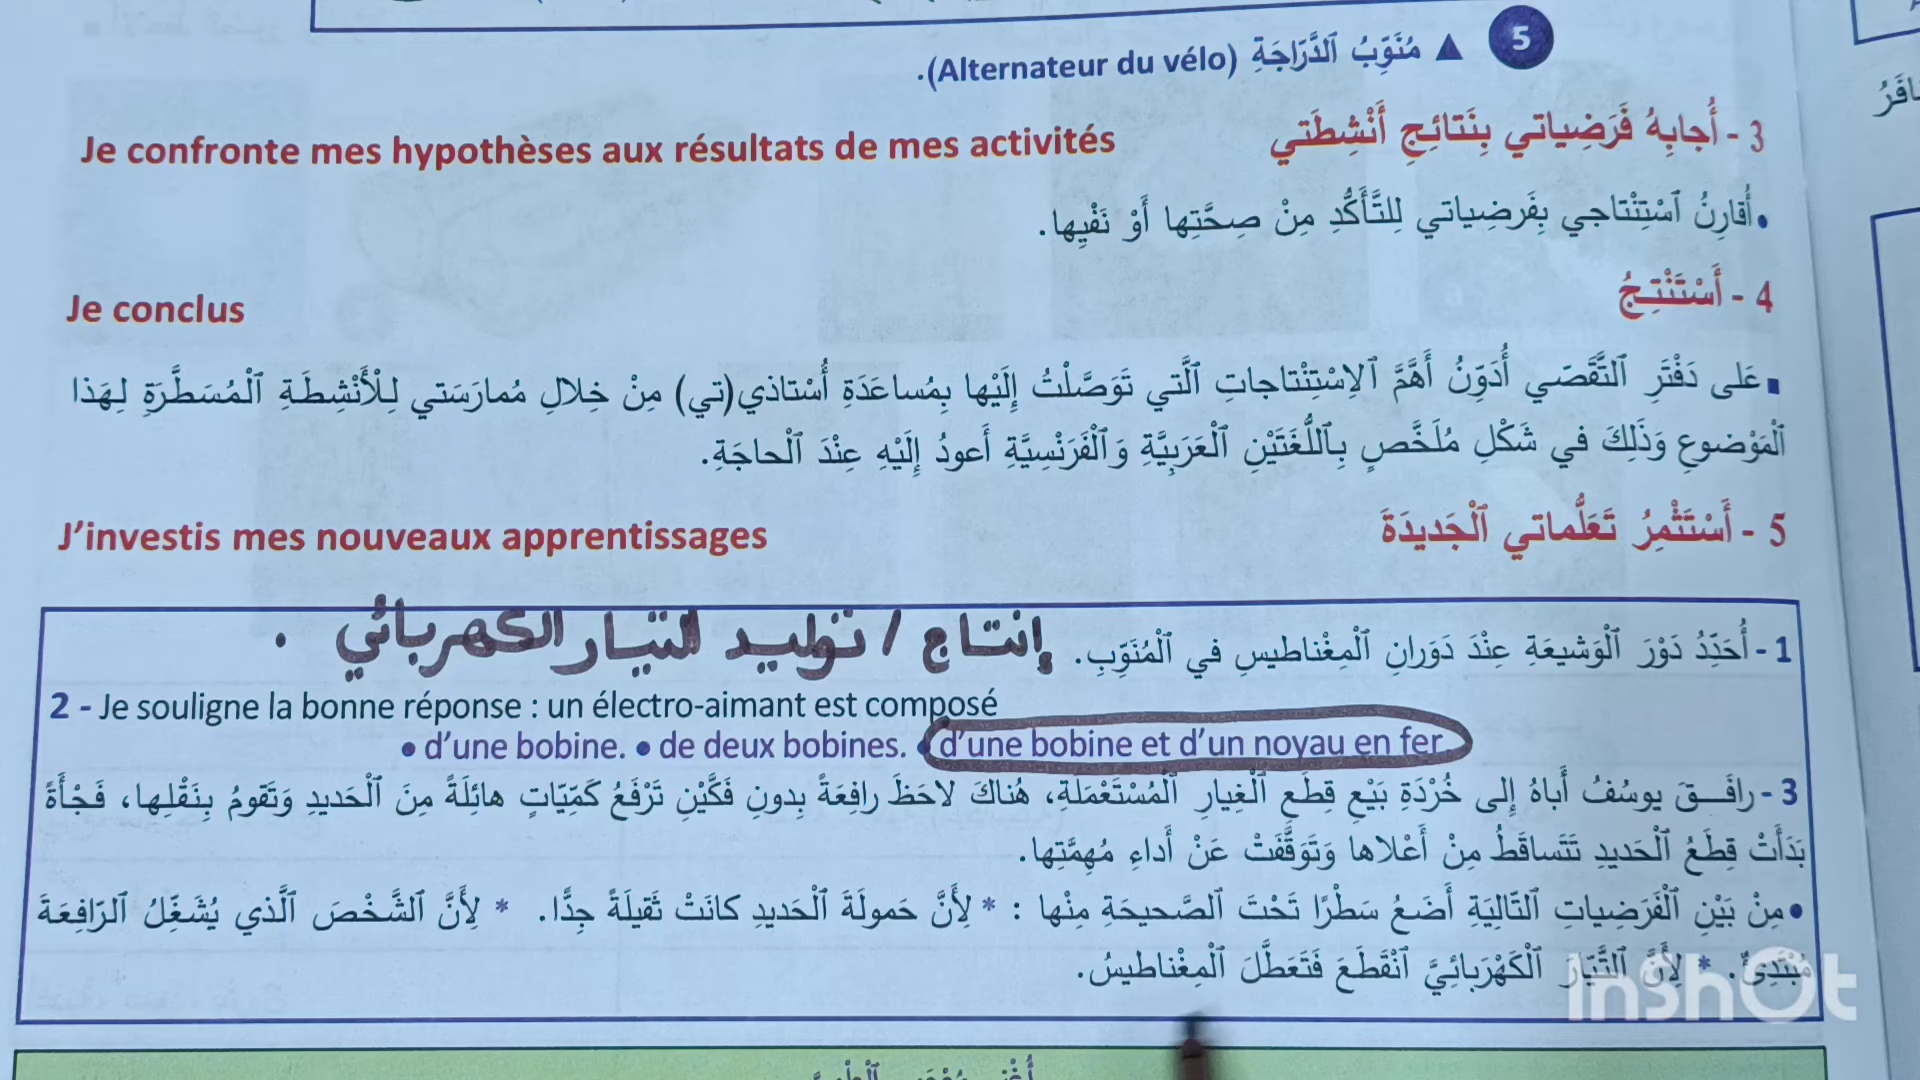 5 ▲ مُنَوِّبُ ٱلدَّرّاجَةِ (Alternateur du vélo).
3 - أُجابِهُ فَرَضِياتي بِنَتائِجِ أَنْشِطَتي Je confronte mes hypothèses aux résultats de mes activités
• أُقارِنُ ٱسْتِنْتاجي بِفَرضِياتي لِلتَّأَكُّدِ مِنْ صِحَّتِها أَوْ نَفْيِها.
4 - أَسْتَنْتِجُ Je conclus
▪ عَلى دَفْتَرِ ٱلتَّقَصّي أُدَوِّنُ أَهَمَّ ٱلاِسْتِنْتاجاتِ ٱلَّتي تَوَصَّلْتُ إِلَيْها بِمُساعَدَةِ أُسْتاذي(تي) مِنْ خِلالِ مُمارَسَتي لِلْأَنْشِطَةِ ٱلْمُسَطَّرَةِ لِهَذا
ٱلْمَوْضوعِ وَذَلِكَ في شَكْلِ مُلَخَّصٍ بِٱللُّغَتَيْنِ ٱلْعَرَبِيَّةِ وَٱلْفَرَنْسِيَّةِ أَعودُ إِلَيْهِ عِنْدَ ٱلْحاجَةِ.
5 - أَسْتَثْمِرُ تَعَلُّماتي ٱلْجَديدَةَ J’investis mes nouveaux apprentissages
1 - أُحَدِّدُ دَوْرَ ٱلْوَشيعَةِ عِنْدَ دَوَرانِ ٱلْمِغْناطيسِ في ٱلْمُنَوِّبِ. إنتاج / توليد التيار الكهربائي .
2 - Je souligne la bonne réponse : un électro-aimant est composé
• d’une bobine. • de deux bobines. • d’une bobine et d’un noyau en fer.
3 - رافَقَ يوسُفُ أَباهُ إِلى خُرْدَةِ بَيْعِ قِطَعِ ٱلْغِيارِ ٱلْمُسْتَعْمَلَةِ، هُناكَ لاحَظَ رافِعَةً بِدونِ فَكَّيْنِ تَرْفَعُ كَمِّيّاتٍ هائِلَةً مِنَ ٱلْحَديدِ وَتَقومُ بِنَقْلِها، فَجْأَةً
بَدَأَتْ قِطَعُ ٱلْحَديدِ تَتَساقَطُ مِنْ أَعْلاها وَتَوَقَّفَتْ عَنْ أَداءِ مُهِمَّتِها.
• مِنْ بَيْنِ ٱلْفَرَضِياتِ ٱلتّالِيَةِ أَضَعُ سَطْرًا تَحْتَ ٱلصَّحيحَةِ مِنْها : * لِأَنَّ حَمولَةَ ٱلْحَديدِ كانَتْ ثَقيلَةً جِدًّا. * لِأَنَّ ٱلشَّخْصَ ٱلَّذي يُشَغِّلُ ٱلرّافِعَةَ
مُبْتَدِئٌ. * لِأَنَّ ٱلتَّيّارَ ٱلْكَهْرَبائِيَّ ٱنْقَطَعَ فَتَعَطَّلَ ٱلْمِغْناطيسُ.
InShOt